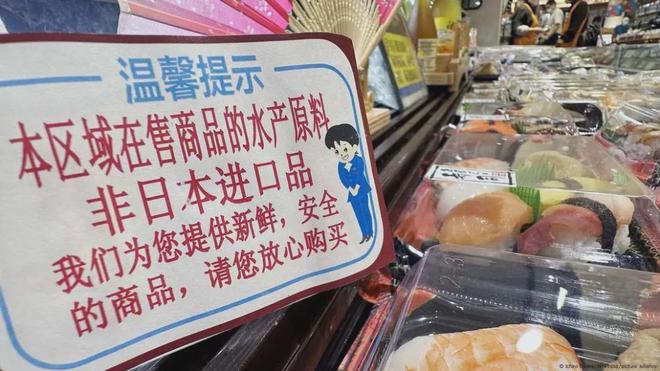 温馨提示
本区域在售商品的水产原料
非日本进口品
我们为您提供新鲜，安全
的商品，请您放心购买